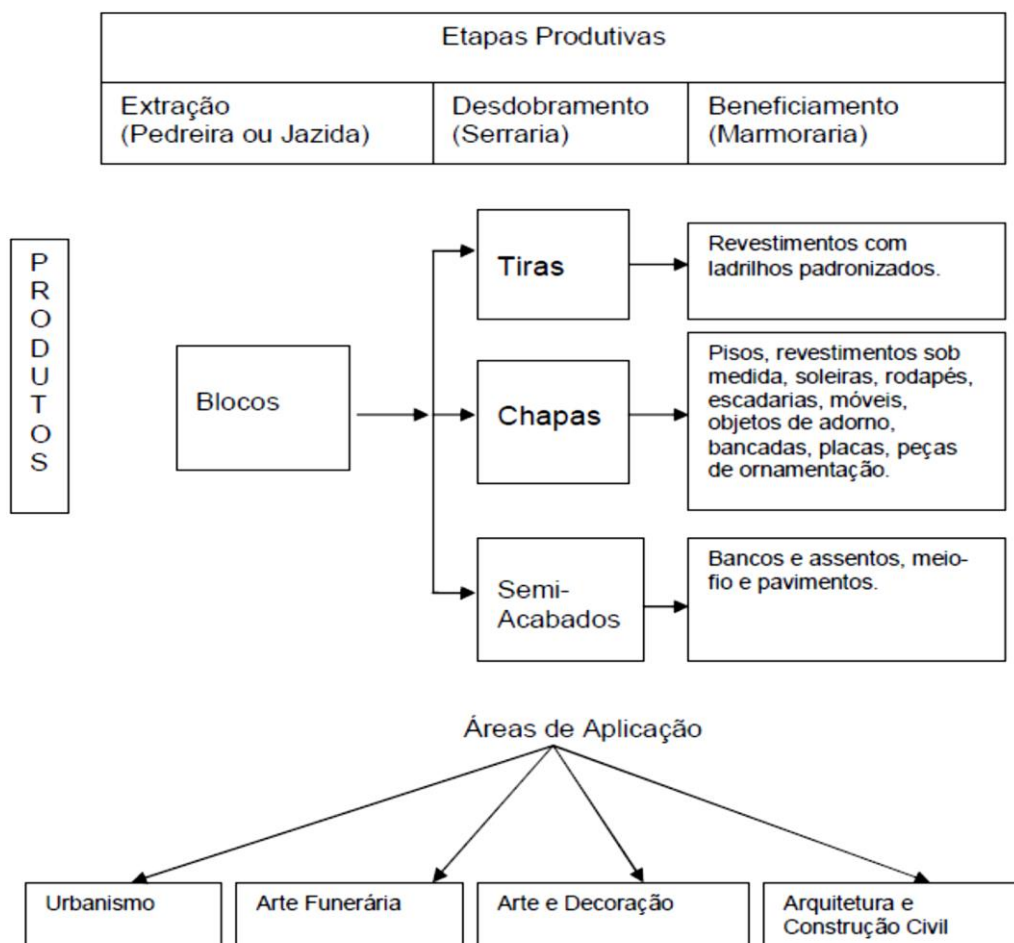 Etapas Produtivas
Extração
(Pedreira ou Jazida)
Desdobramento
(Serraria)
Beneficiamento
(Marmoraria)
P
R
O
D
U
T
O
S
Blocos
Tiras
Revestimentos com
ladrilhos padronizados.
Chapas
Pisos, revestimentos sob
medida, soleiras, rodapés,
escadarias, móveis,
objetos de adorno,
bancadas, placas, peças
de ornamentação.
Semi-
Acabados
Bancos e assentos, meio-
fio e pavimentos.
Áreas de Aplicação
Urbanismo
Arte Funerária
Arte e Decoração
Arquitetura e
Construção Civil